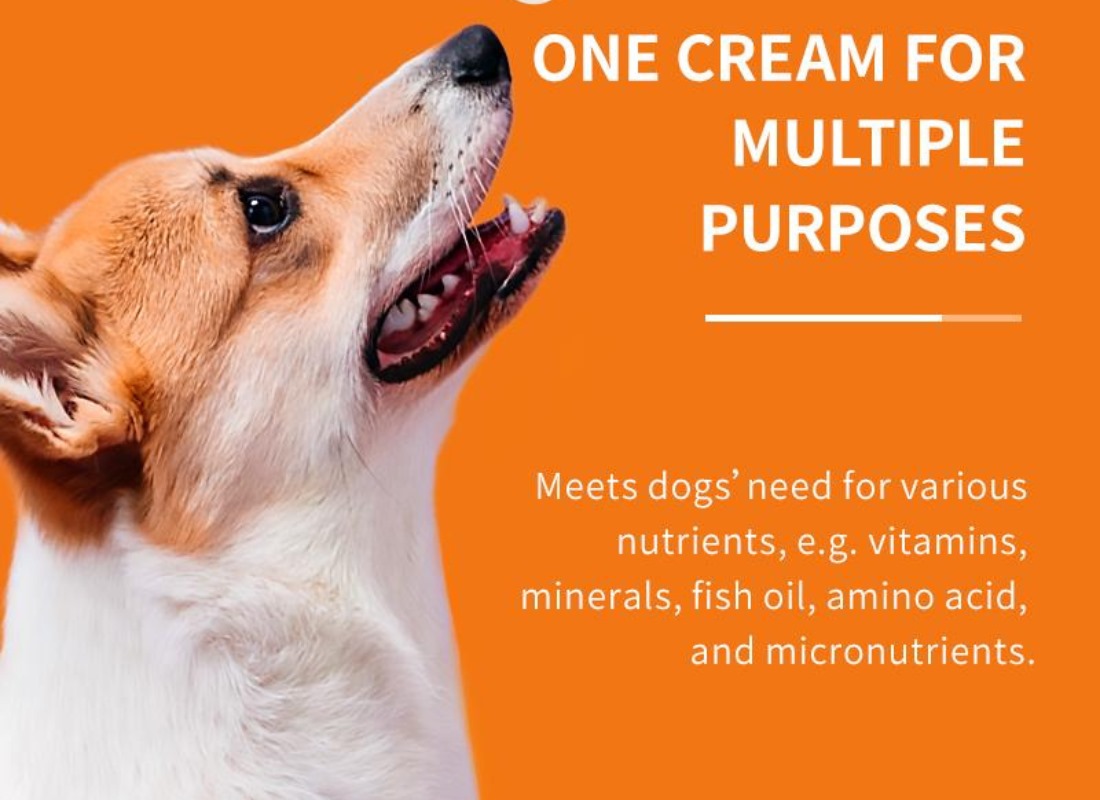 ONE CREAM FOR
MULTIPLE
PURPOSES
Meets dogs’ need for various
nutrients, e.g. vitamins,
minerals, fish oil, amino acid,
and micronutrients.